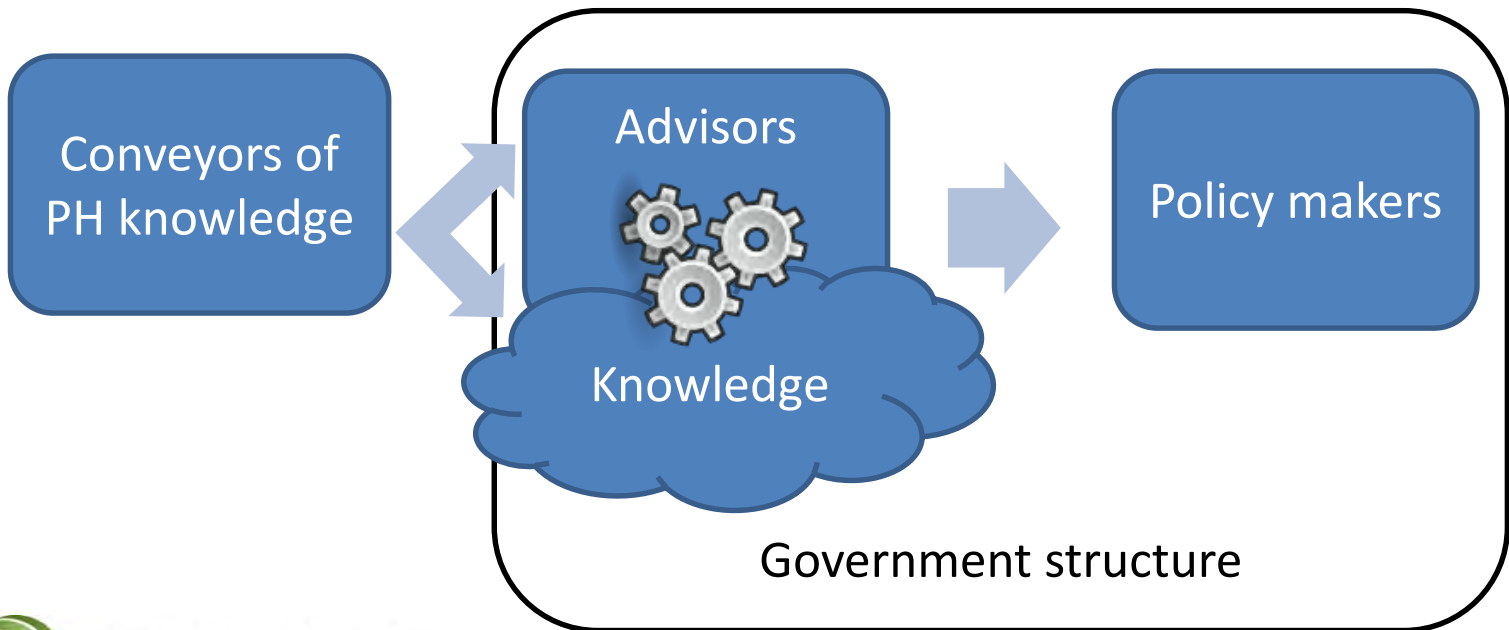 Conveyors of
PH knowledge
Advisors
Knowledge
Policy makers
Government structure